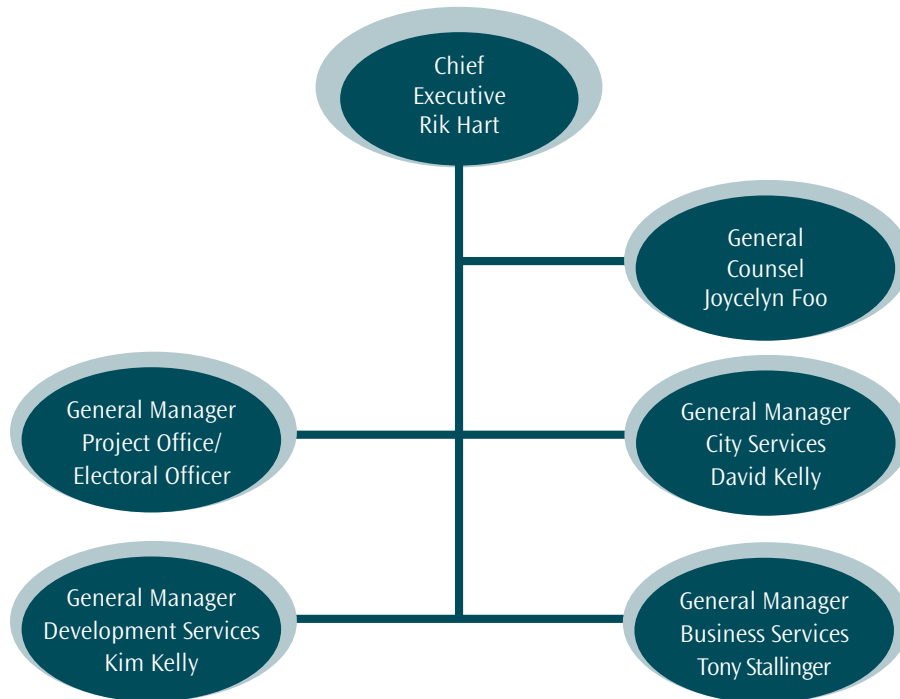 Chief
Executive
Rik Hart
General
Counsel
Joycelyn Foo
General Manager
Project Office/
Electoral Officer
General Manager
City Services
David Kelly
General Manager
Development Services
Kim Kelly
General Manager
Business Services
Tony Stallinger